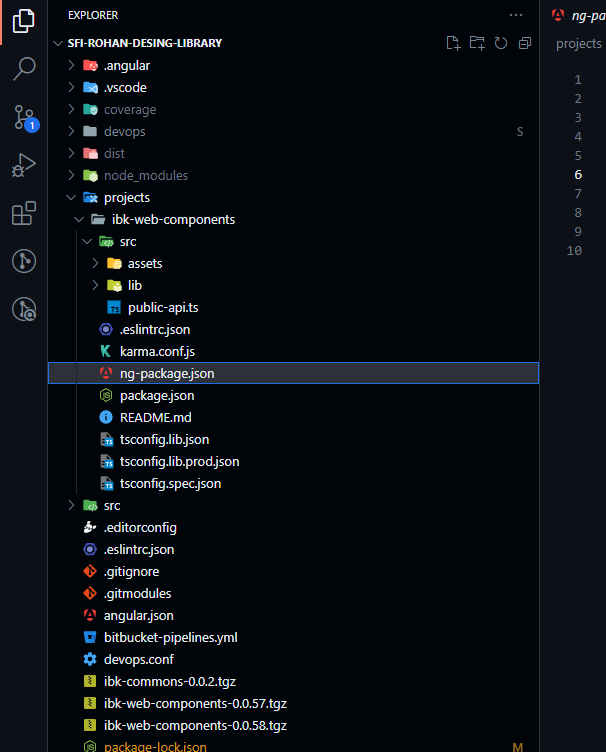 EXPLORER
ng-pa
SFI-ROHAN-DESING-LIBRARY
projects
.angular
.vscode
coverage
devops S
dist
node_modules
projects
ibk-web-components
src
assets
lib
TS public-api.ts
.eslintrc.json
karma.conf.js
ng-package.json
package.json
README.md
TS tsconfig.lib.json
TS tsconfig.lib.prod.json
TS tsconfig.spec.json
src
.editorconfig
.eslintrc.json
.gitignore
.gitmodules
angular.json
bitbucket-pipelines.yml
devops.conf
ibk-commons-0.0.2.tgz
ibk-web-components-0.0.57.tgz
ibk-web-components-0.0.58.tgz
package-lock.json M
1
1
2
3
4
5
6
7
8
9
10